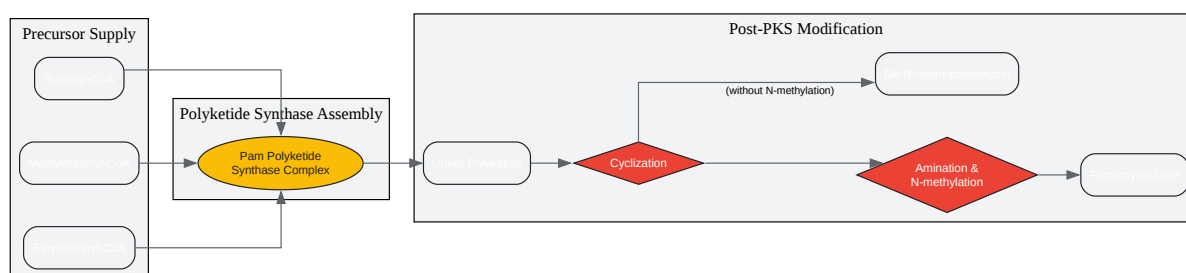 Precursor Supply
Succinyl-CoA
Methylmalonyl-CoA
Ethylmalonyl-CoA
Polyketide Synthase Assembly
Pam Polyketide
Synthase Complex
Post-PKS Modification
Linear Polyketide
Cyclization
(without N-methylation)
De-N-methylpamamycin
Amination &
N-methylation
Pamamycin Core